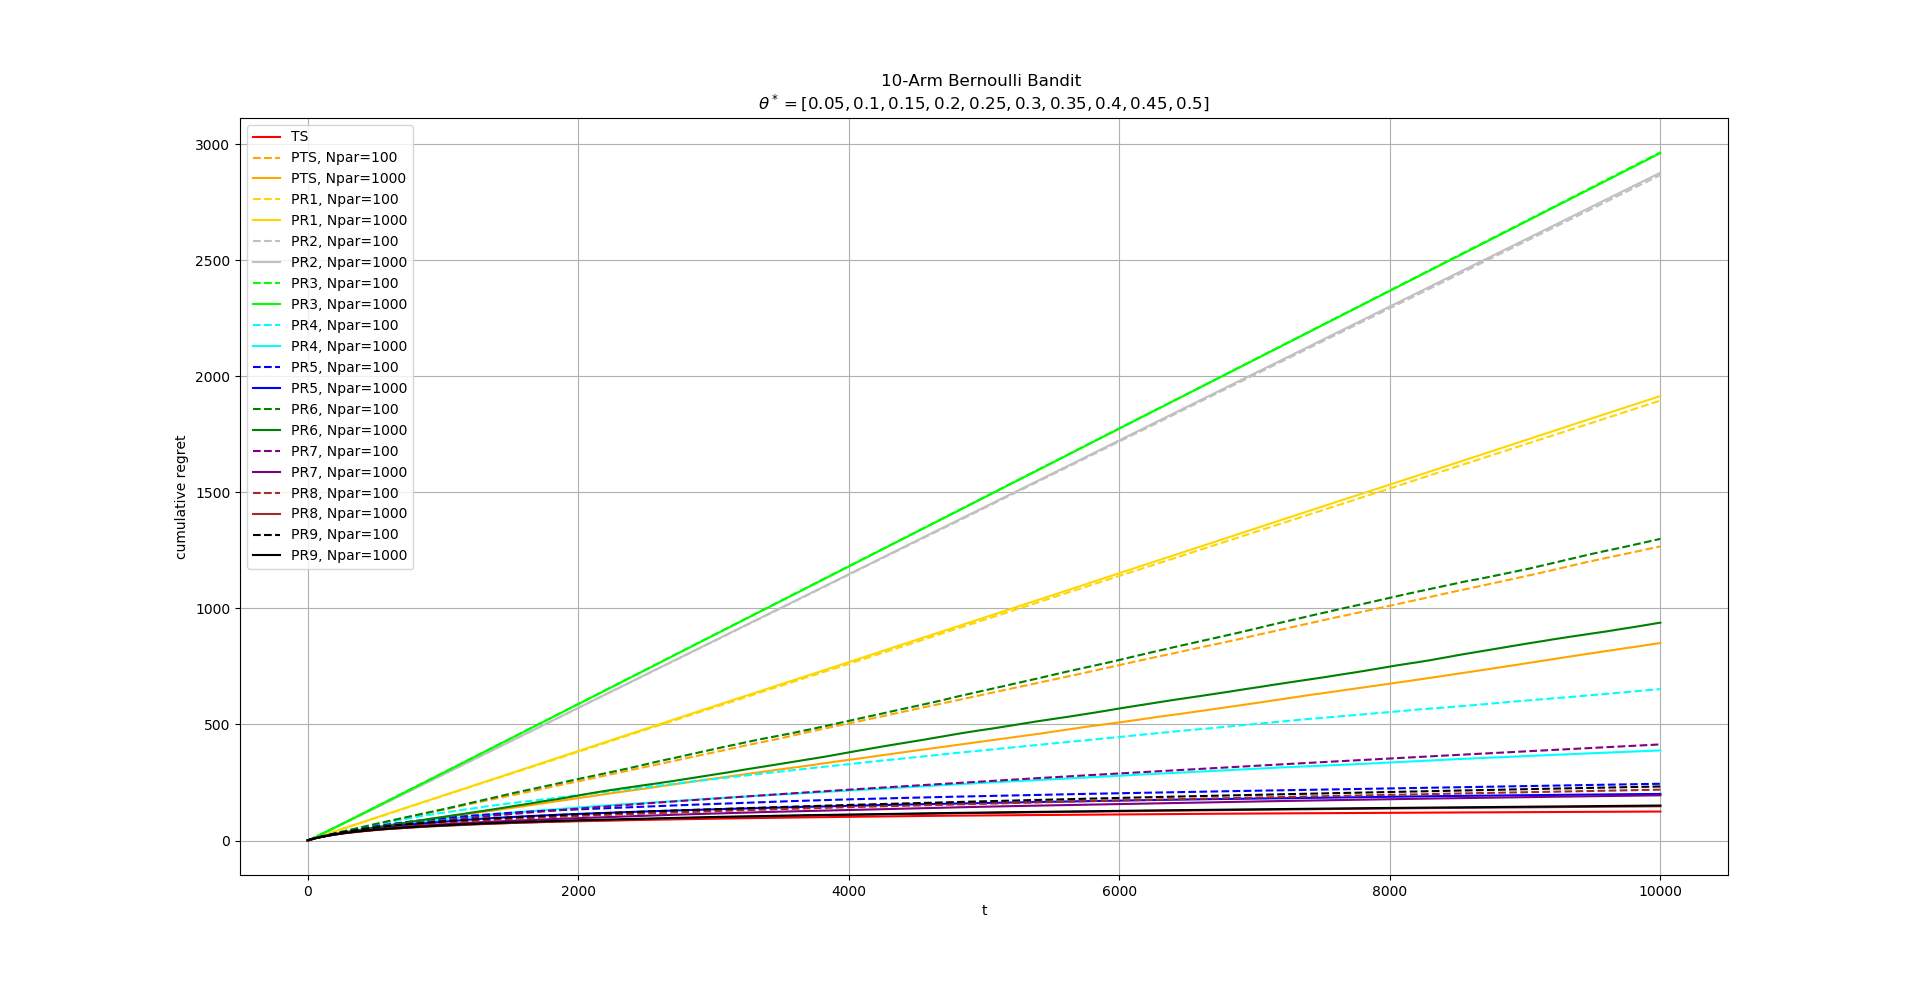 10-Arm Bernoulli Bandit
θ* = [0.05, 0.1, 0.15, 0.2, 0.25, 0.3, 0.35, 0.4, 0.45, 0.5]
TS
PTS, Npar=100
PTS, Npar=1000
PR1, Npar=100
PR1, Npar=1000
PR2, Npar=100
PR2, Npar=1000
PR3, Npar=100
PR3, Npar=1000
PR4, Npar=100
PR4, Npar=1000
PR5, Npar=100
PR5, Npar=1000
PR6, Npar=100
PR6, Npar=1000
PR7, Npar=100
PR7, Npar=1000
PR8, Npar=100
PR8, Npar=1000
PR9, Npar=100
PR9, Npar=1000
3000
2500
2000
1500
1000
500
0
cumulative regret
0 2000 4000 6000 8000 10000
t